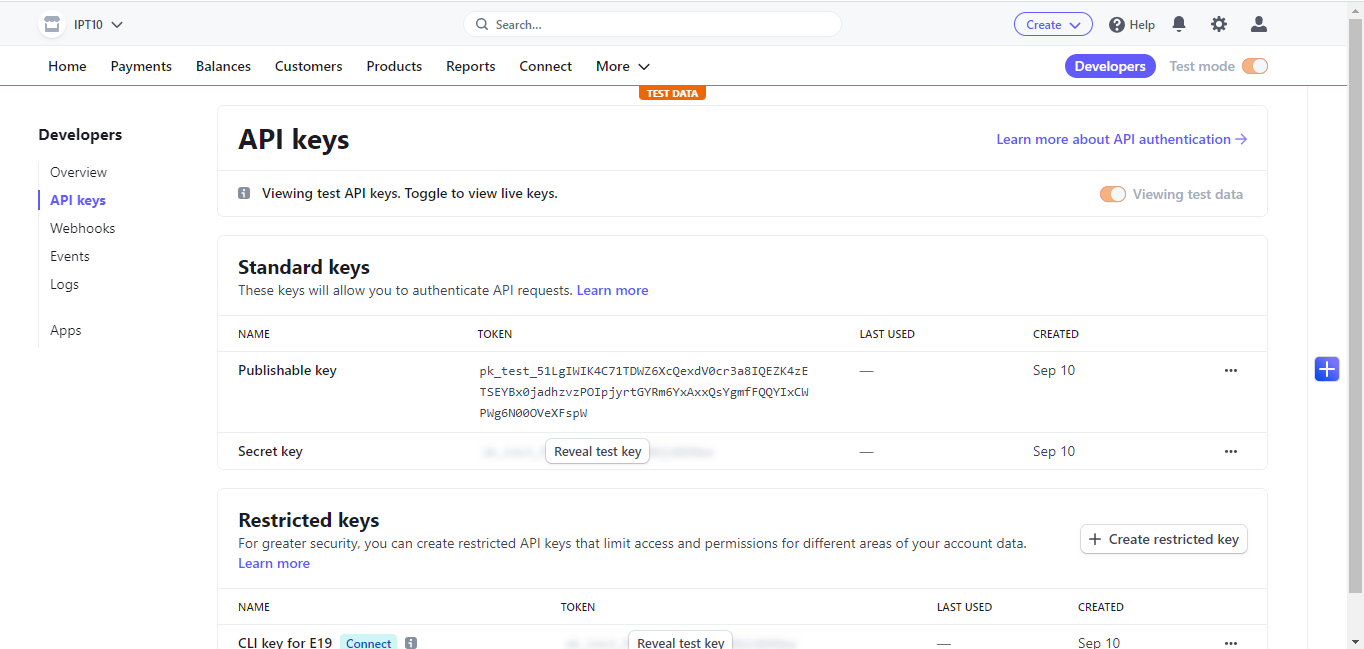 IPT10
Search...
Create
Help
Home
Payments
Balances
Customers
Products
Reports
Connect
More
Developers
Test mode
TEST DATA
Developers
Overview
API keys
Webhooks
Events
Logs
Apps
API keys
Learn more about API authentication →
Viewing test API keys. Toggle to view live keys.
Viewing test data
Standard keys
These keys will allow you to authenticate API requests. Learn more
NAME TOKEN LAST USED CREATED
Publishable key pk_test_51LgIWIK4C71TDWZ6XcQexdV0cr3a8IQEZK4zE — Sep 10 •••
TSEYBx0jadhzvzPOIpjyrtGYRm6YxAxxQsYgmfFQQYIxCW
PWg6N00OVeXFspW
Secret key Reveal test key — Sep 10 •••
Restricted keys
For greater security, you can create restricted API keys that limit access and permissions for different areas of your account data.
Learn more
+ Create restricted key
NAME TOKEN LAST USED CREATED
CLI key for E19 Connect Reveal test key — Sep 10 •••